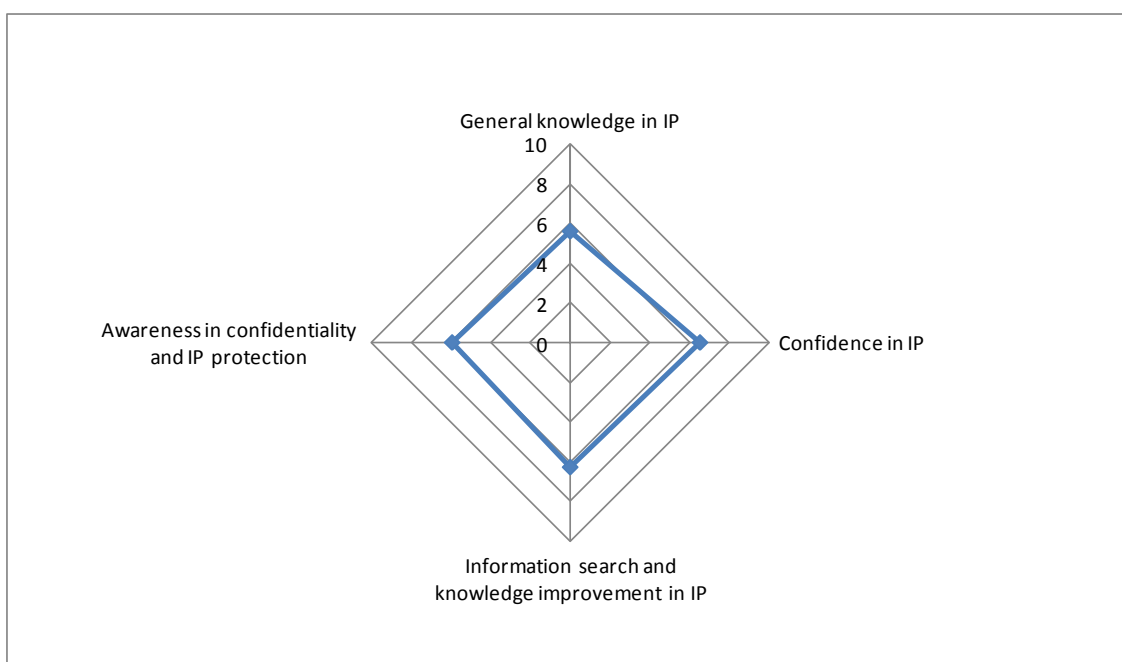 General knowledge in IP
10
8
6
4
2
0
Awareness in confidentiality
and IP protection
Confidence in IP
Information search and
knowledge improvement in IP